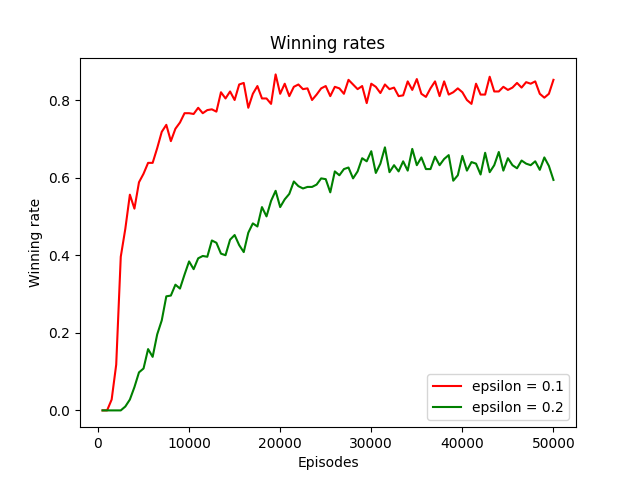 Winning rates
Winning rate
0.8
0.6
0.4
0.2
0.0
epsilon = 0.1
epsilon = 0.2
0 10000 20000 30000 40000 50000
Episodes